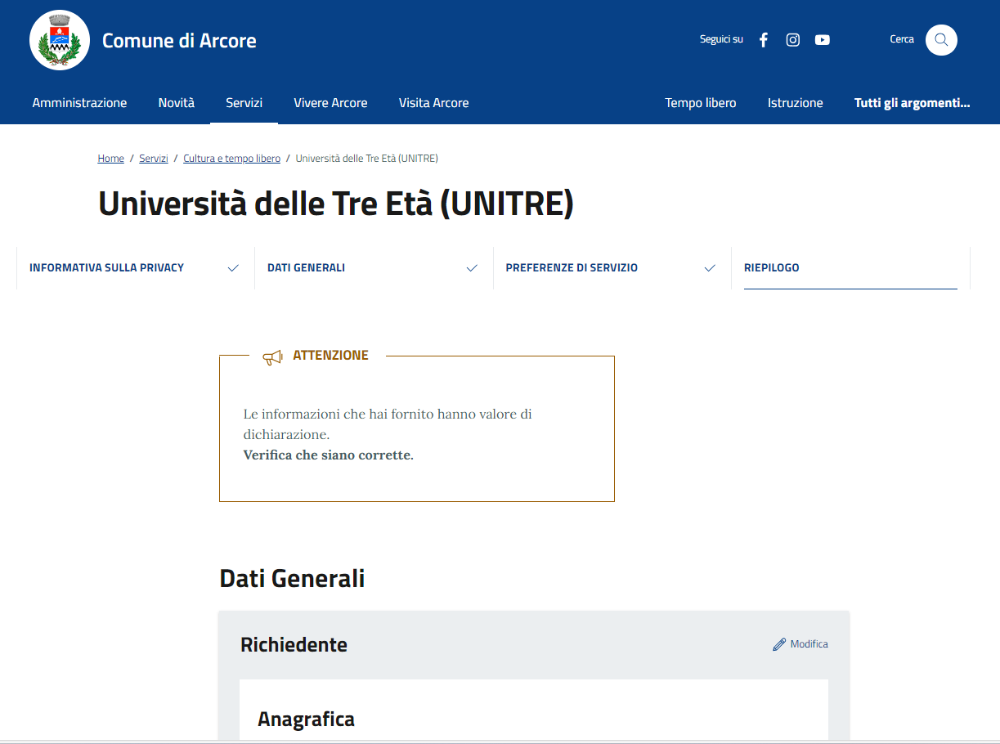 Comune di Arcore
Seguici su
Cerca
Amministrazione Novità Servizi Vivere Arcore Visita Arcore Tempo libero Istruzione Tutti gli argomenti...
Home / Servizi / Cultura e tempo libero / Università delle Tre Età (UNITRE)
Università delle Tre Età (UNITRE)
INFORMATIVA SULLA PRIVACY DATI GENERALI PREFERENZE DI SERVIZIO RIEPILOGO
ATTENZIONE
Le informazioni che hai fornito hanno valore di
dichiarazione.
Verifica che siano corrette.
Dati Generali
Richiedente
Modifica
Anagrafica